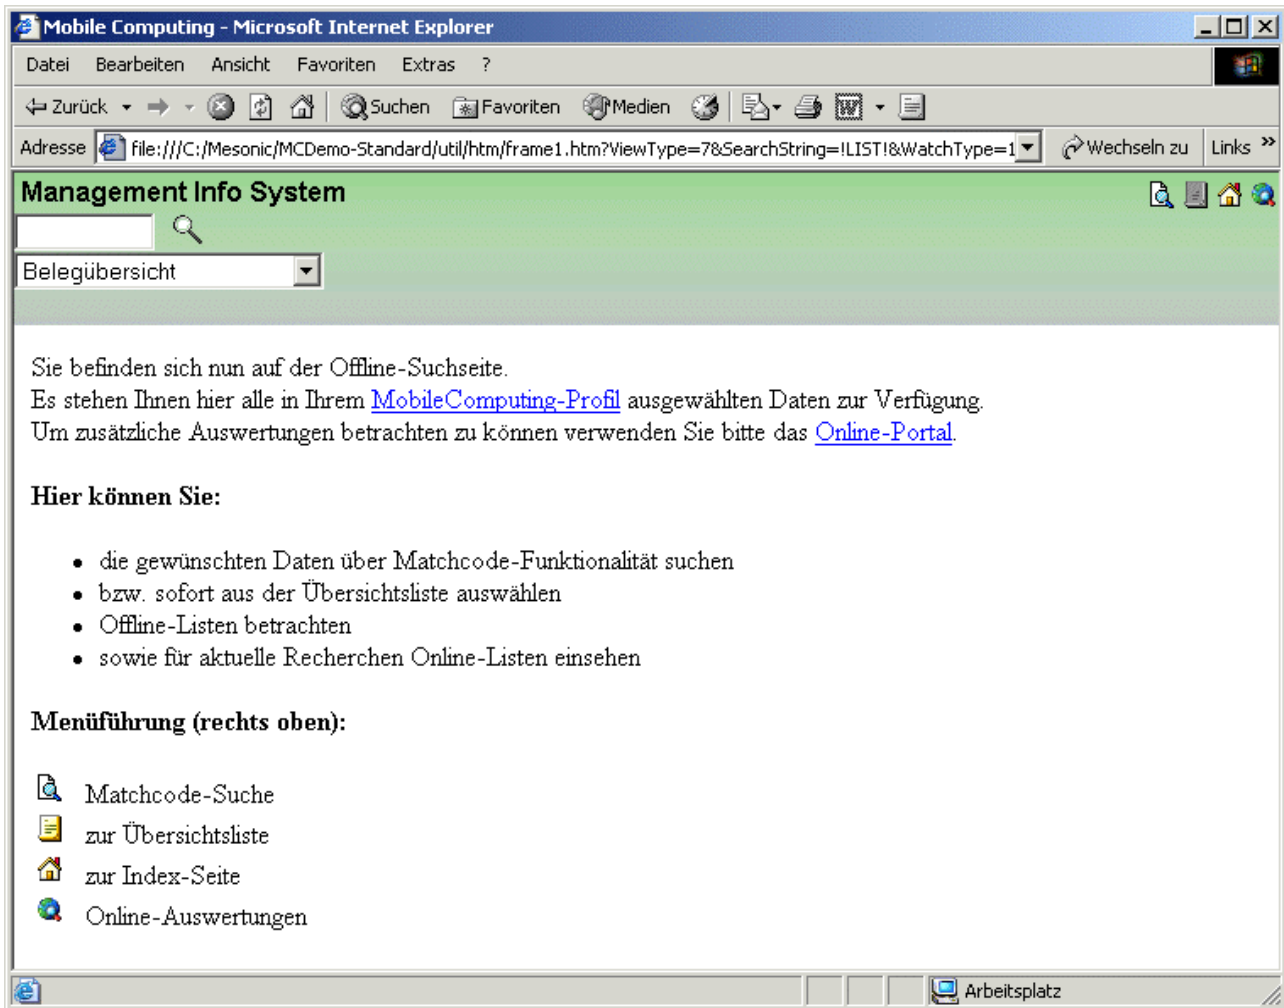 Mobile Computing - Microsoft Internet Explorer
Datei Bearbeiten Ansicht Favoriten Extras ?
Zurück Suchen Favoriten Medien
Adresse file:///C:/Mesonic/MCDemo-Standard/util/htm/frame1.htm?ViewType=7&SearchString=!LIST!&WatchType=1 Wechseln zu Links »
Management Info System
Belegübersicht
Sie befinden sich nun auf der Offline-Suchseite.
Es stehen Ihnen hier alle in Ihrem MobileComputing-Profil ausgewählten Daten zur Verfügung.
Um zusätzliche Auswertungen betrachten zu können verwenden Sie bitte das Online-Portal.
Hier können Sie:
• die gewünschten Daten über Matchcode-Funktionalität suchen
• bzw. sofort aus der Übersichtsliste auswählen
• Offline-Listen betrachten
• sowie für aktuelle Recherchen Online-Listen einsehen
Menüführung (rechts oben):
Matchcode-Suche
zur Übersichtsliste
zur Index-Seite
Online-Auswertungen
Arbeitsplatz